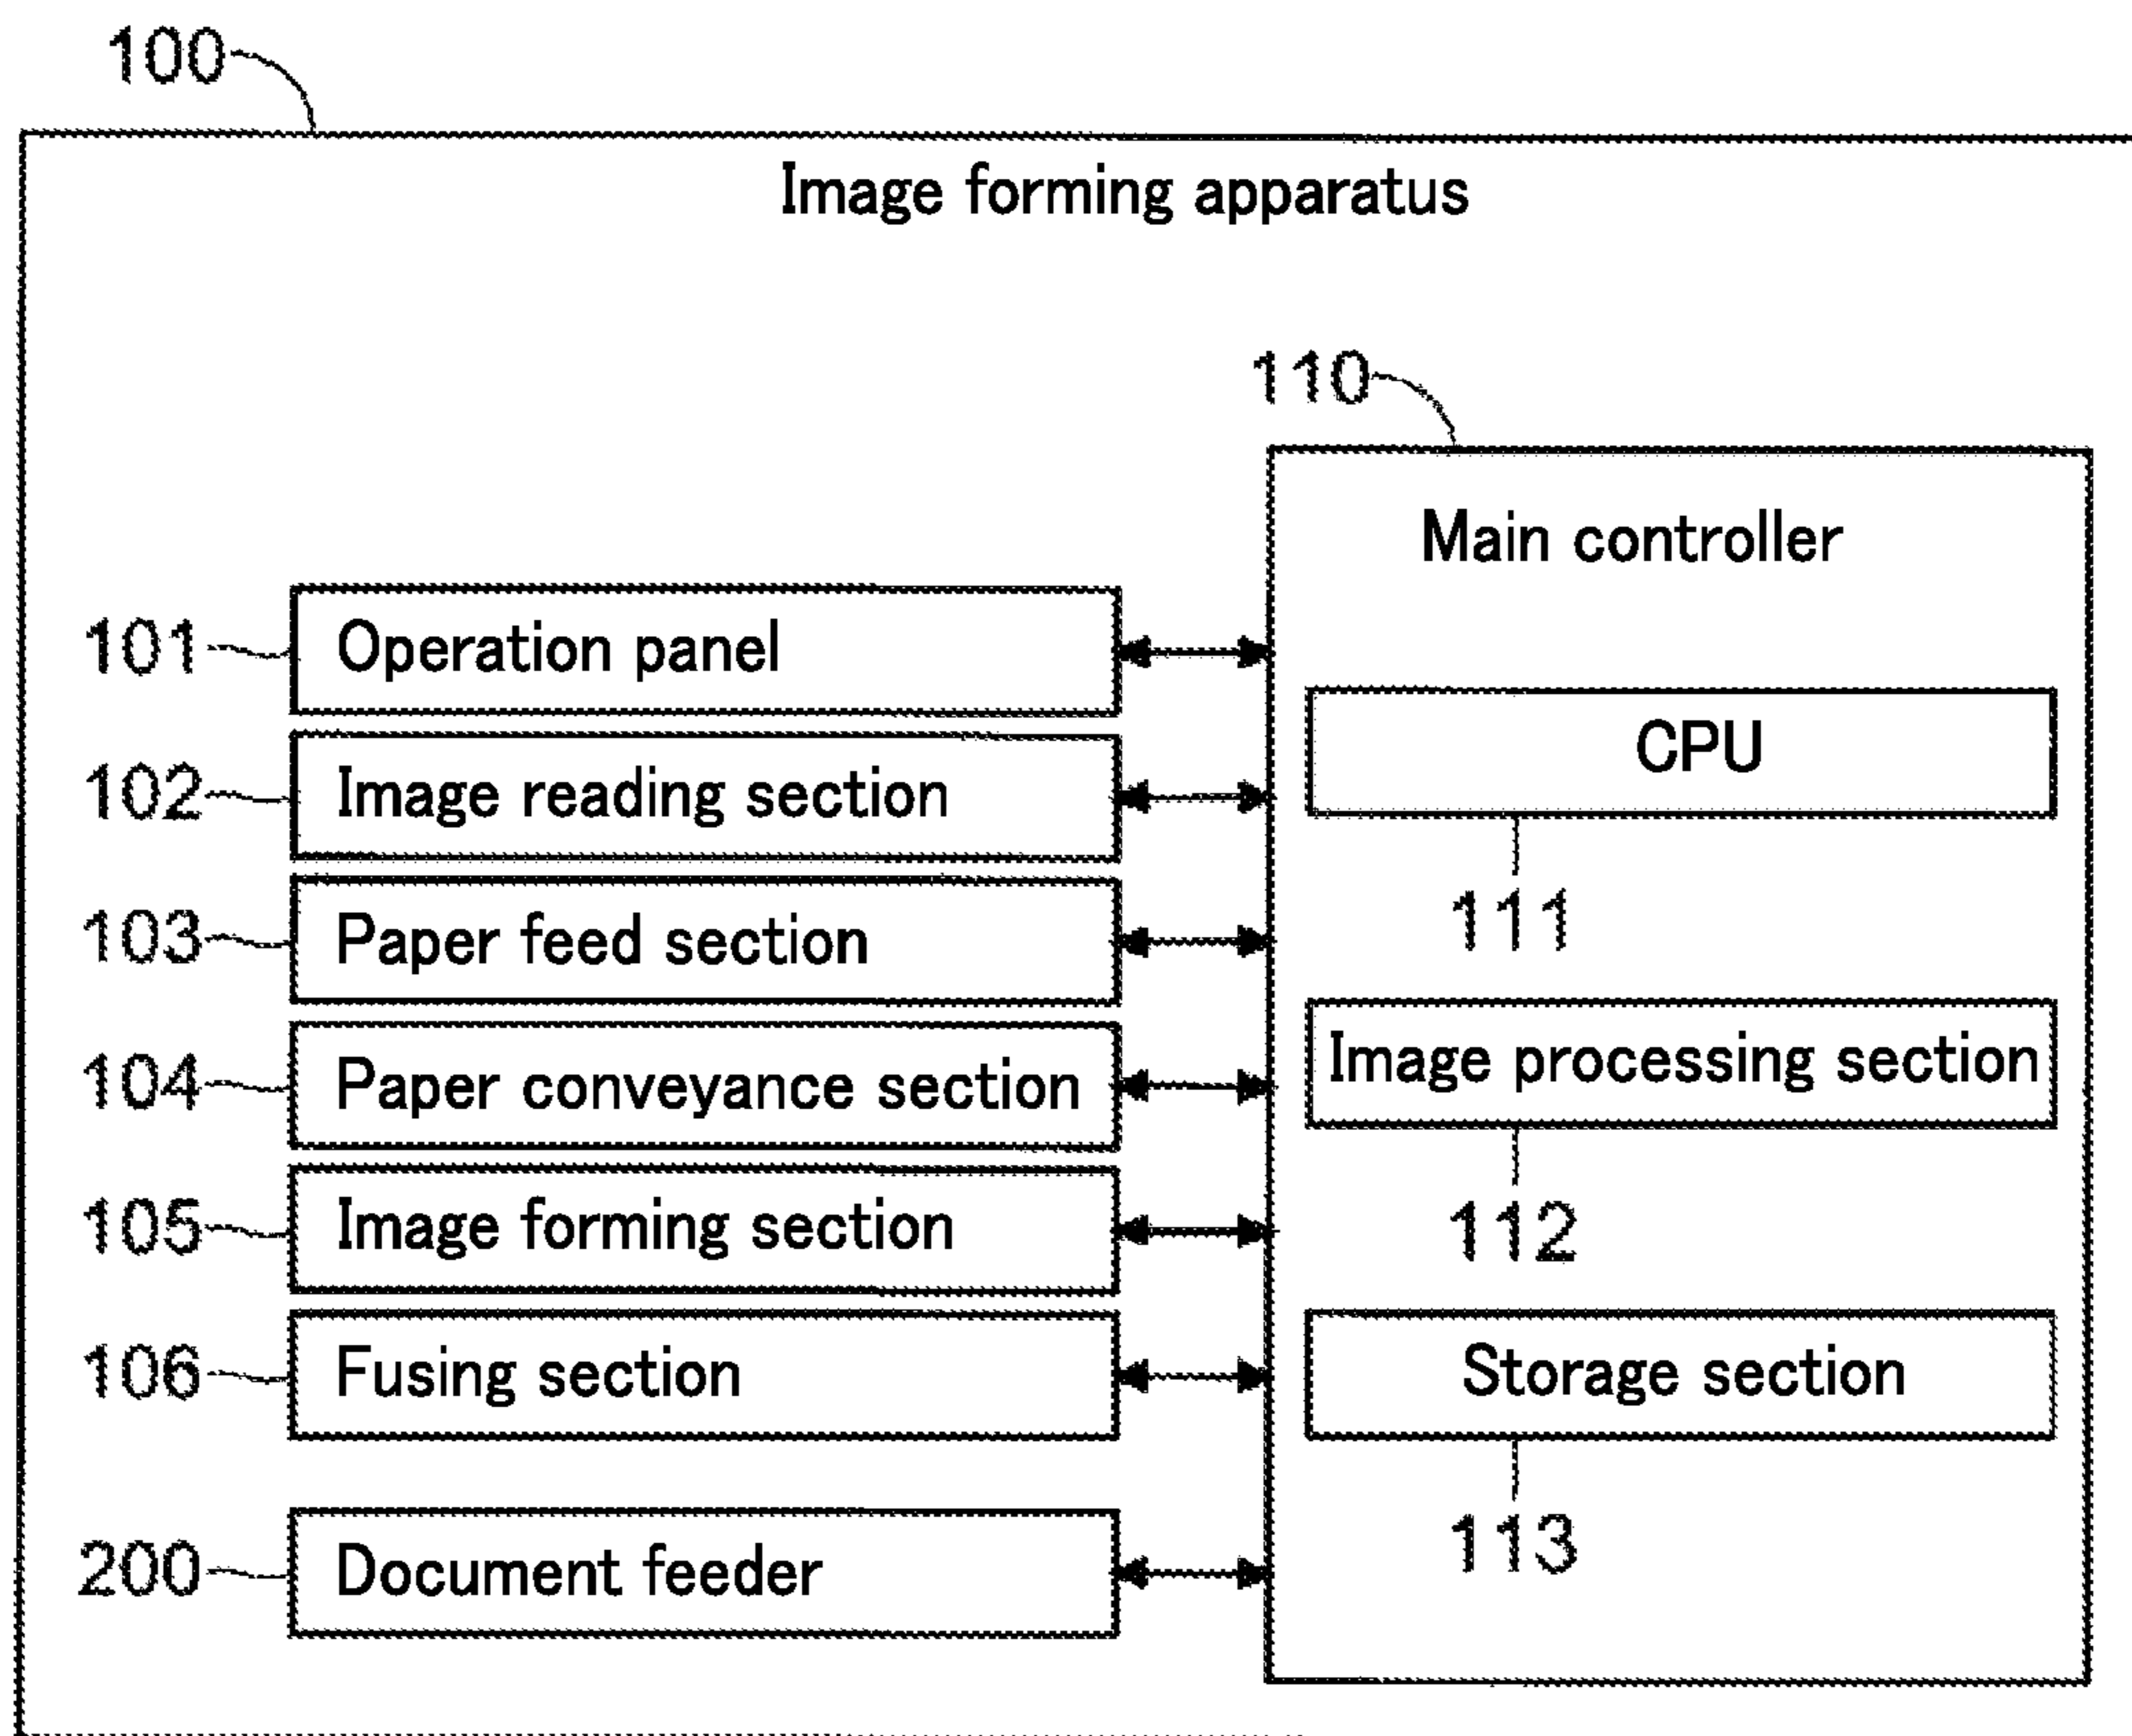 100
Image forming apparatus
110
Main controller
101 Operation panel
CPU
102 Image reading section
111
103 Paper feed section
Image processing section
104 Paper conveyance section
112
105 Image forming section
Storage section
106 Fusing section
113
200 Document feeder